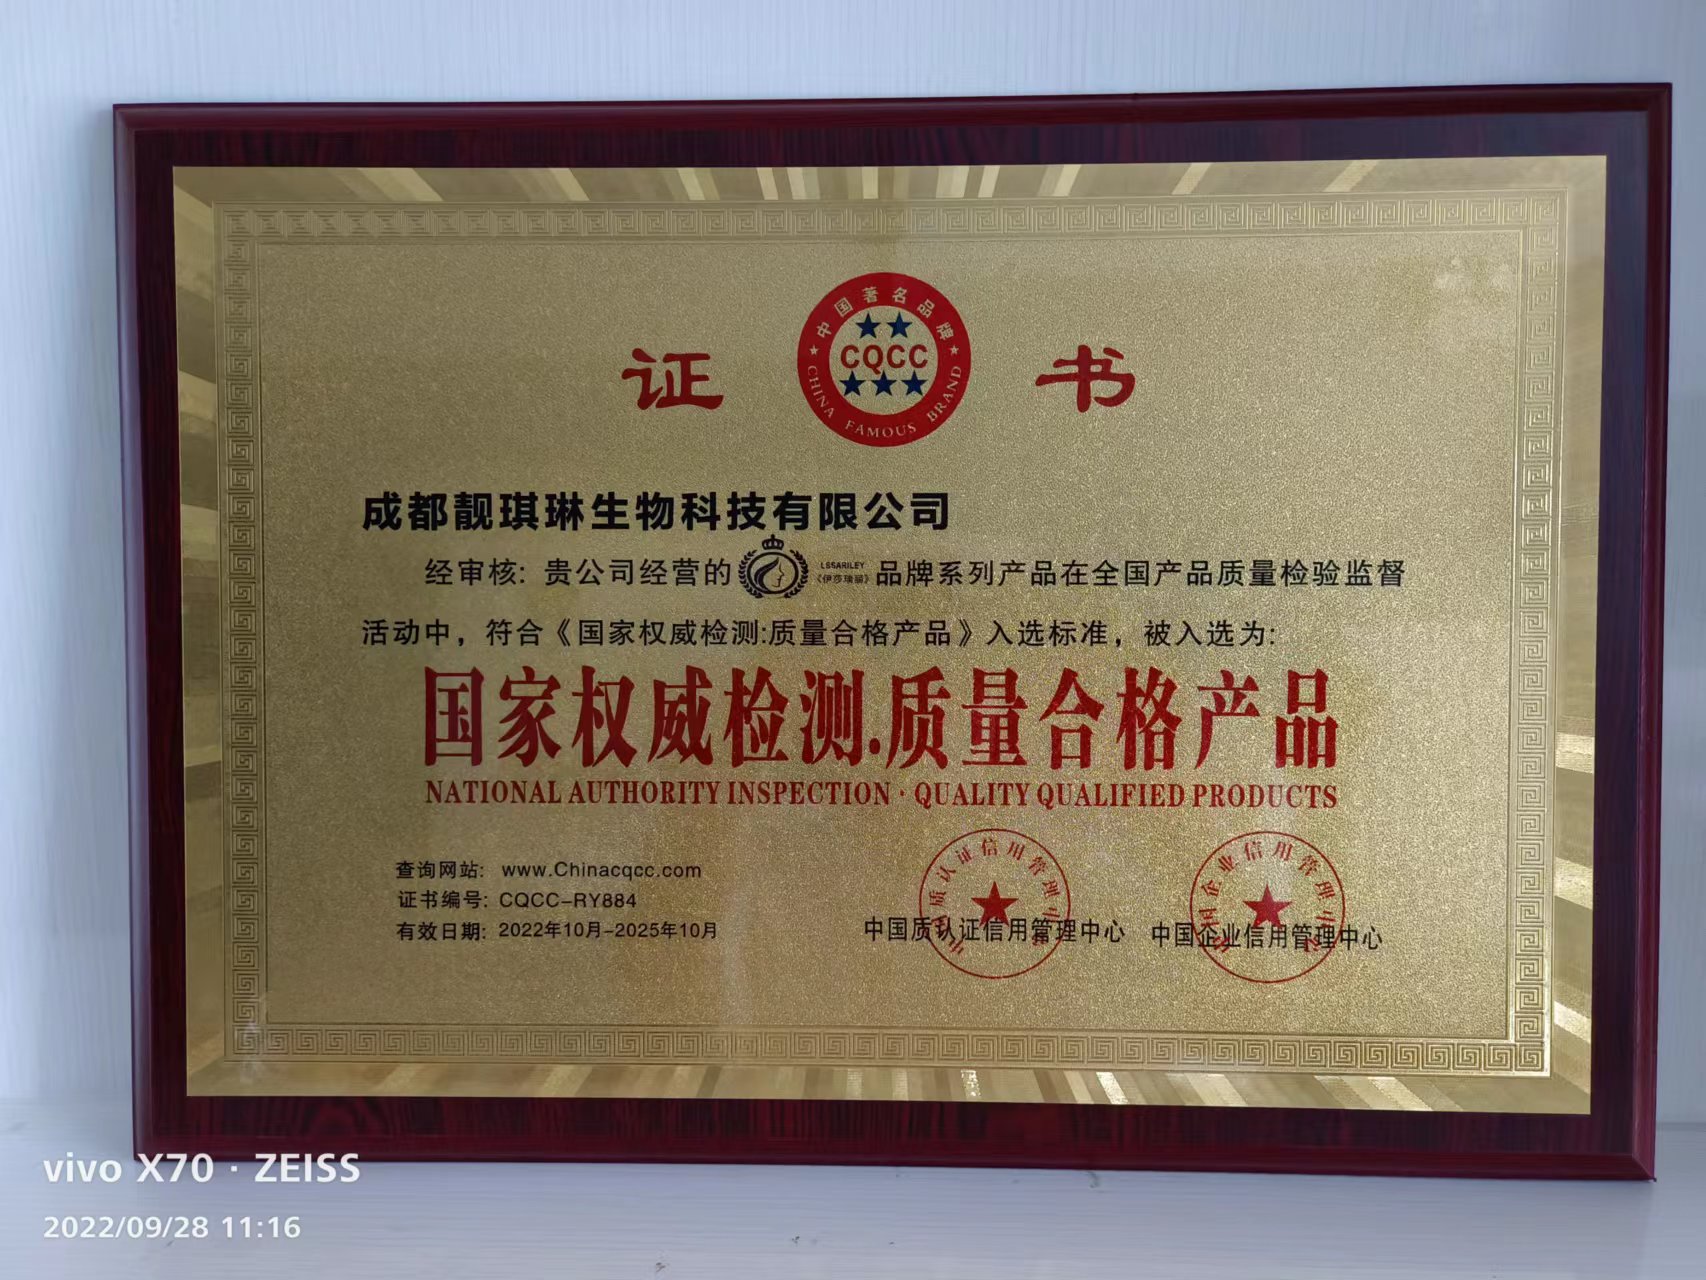 中国著名品牌
CQCC
CHINA FAMOUS BRAND
证书
成都靓琪琳生物科技有限公司
经审核: 贵公司经营的 LSSARILEY 《伊莎瑞丽》 品牌系列产品在全国产品质量检验监督
活动中，符合《国家权威检测:质量合格产品》入选标准，被入选为:
国家权威检测.质量合格产品
NATIONAL AUTHORITY INSPECTION · QUALITY QUALIFIED PRODUCTS
查询网站: www.Chinacqcc.com
证书编号: CQCC-RY884
有效日期: 2022年10月-2025年10月
中国质认证信用管理中心
中国企业信用管理中心
vivo X70 · ZEISS
2022/09/28 11:16